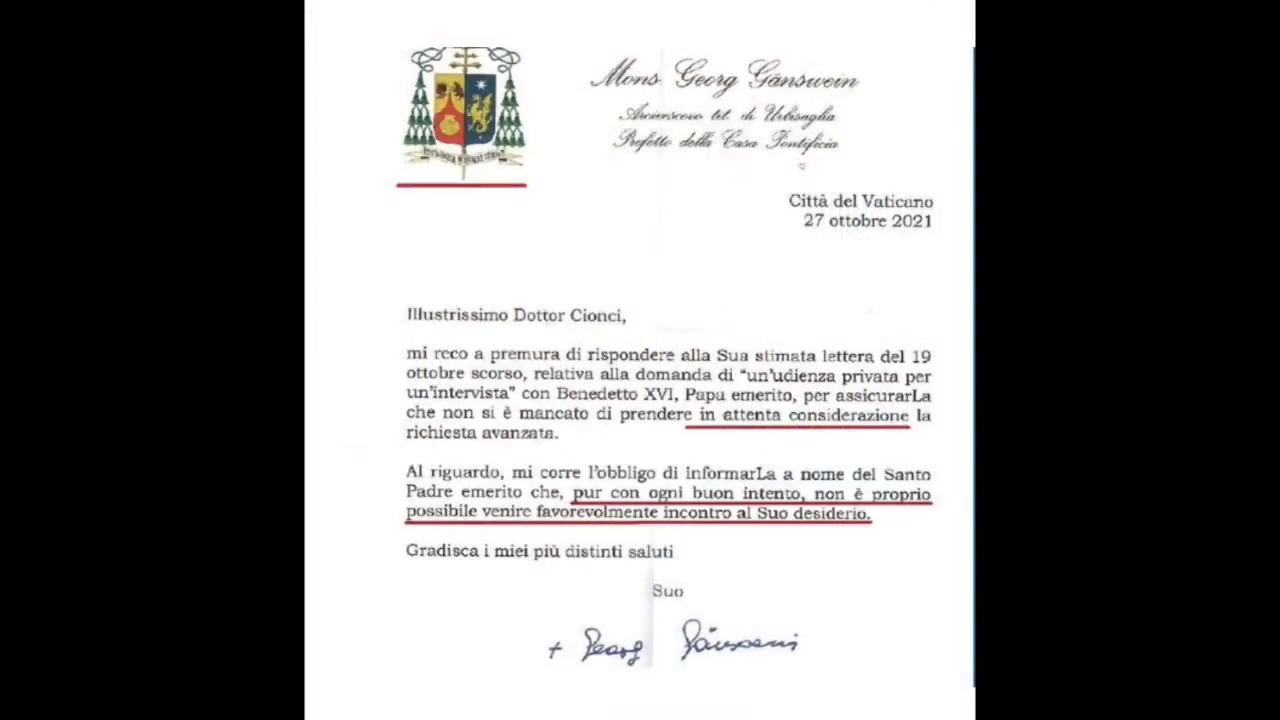 Mons. Georg Gänswein
Arcivescovo tit. di Urbisaglia
Prefetto della Casa Pontificia
Città del Vaticano
27 ottobre 2021
Illustrissimo Dottor Cionci,
mi reco a premura di rispondere alla Sua stimata lettera del 19
ottobre scorso, relativa alla domanda di “un’udienza privata per
un’intervista” con Benedetto XVI, Papa emerito, per assicurarLa
che non si è mancato di prendere in attenta considerazione la
richiesta avanzata.
Al riguardo, mi corre l’obbligo di informarLa a nome del Santo
Padre emerito che, pur con ogni buon intento, non è proprio
possibile venire favorevolmente incontro al Suo desiderio.
Gradisca i miei più distinti saluti
Suo
+ Georg Gänswein